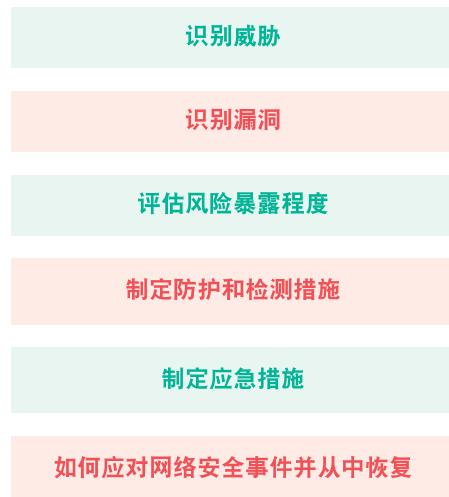 识别威胁
识别漏洞
评估风险暴露程度
制定防护和检测措施
制定应急措施
如何应对网络安全事件并从中恢复